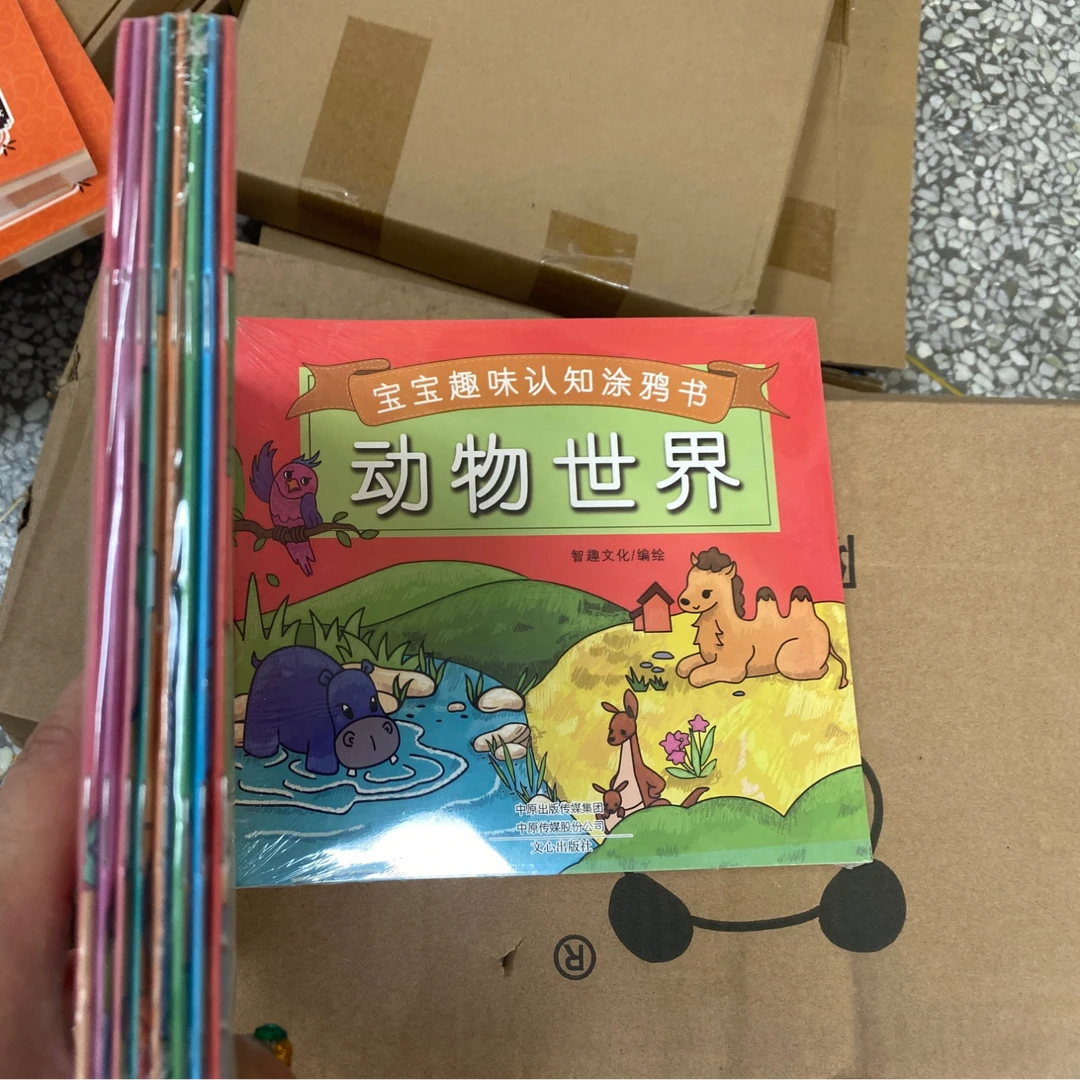 宝宝趣味认知涂鸦书
动物世界
智趣文化/编绘
中原出版传媒集团
中原传媒股份公司
文心出版社
®